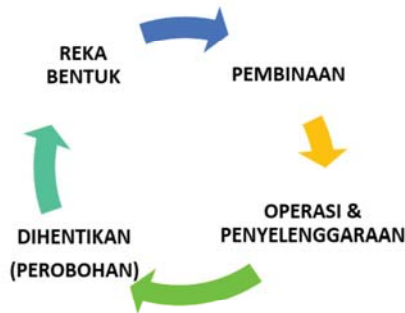 REKA
BENTUK
PEMBINAAN
OPERASI &
PENYELENGGARAAN
DIHENTIKAN
(PEROBOHAN)